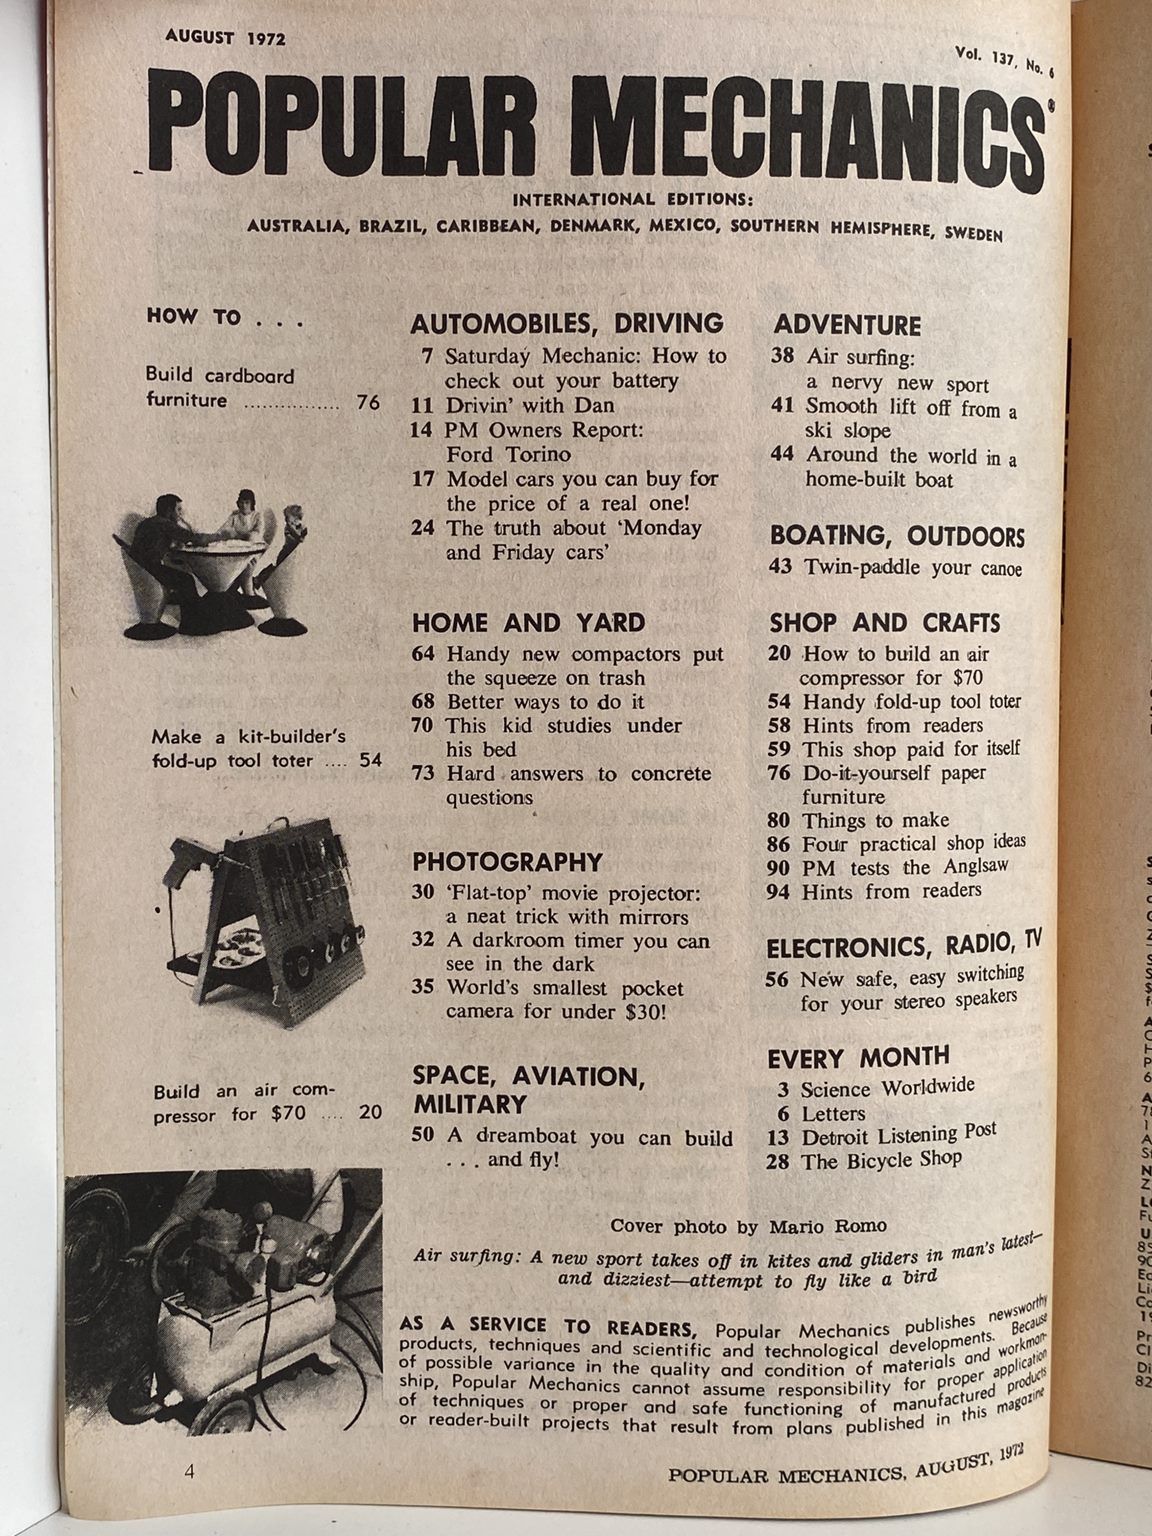 AUGUST 1972
Vol. 137, No. 6
POPULAR MECHANICS®
INTERNATIONAL EDITIONS:
AUSTRALIA, BRAZIL, CARIBBEAN, DENMARK, MEXICO, SOUTHERN HEMISPHERE, SWEDEN
HOW TO . . .
Build cardboard
furniture ................ 76
Make a kit-builder's
fold-up tool toter .... 54
Build an air com-
pressor for $70 .... 20
AUTOMOBILES, DRIVING
7 Saturday Mechanic: How to
check out your battery
11 Drivin' with Dan
14 PM Owners Report:
Ford Torino
17 Model cars you can buy for
the price of a real one!
24 The truth about 'Monday
and Friday cars'
HOME AND YARD
64 Handy new compactors put
the squeeze on trash
68 Better ways to do it
70 This kid studies under
his bed
73 Hard answers to concrete
questions
PHOTOGRAPHY
30 'Flat-top' movie projector:
a neat trick with mirrors
32 A darkroom timer you can
see in the dark
35 World's smallest pocket
camera for under $30!
SPACE, AVIATION,
MILITARY
50 A dreamboat you can build
. . . and fly!
ADVENTURE
38 Air surfing:
a nervy new sport
41 Smooth lift off from a
ski slope
44 Around the world in a
home-built boat
BOATING, OUTDOORS
43 Twin-paddle your canoe
SHOP AND CRAFTS
20 How to build an air
compressor for $70
54 Handy fold-up tool toter
58 Hints from readers
59 This shop paid for itself
76 Do-it-yourself paper
furniture
80 Things to make
86 Four practical shop ideas
90 PM tests the Anglsaw
94 Hints from readers
ELECTRONICS, RADIO, TV
56 New safe, easy switching
for your stereo speakers
EVERY MONTH
3 Science Worldwide
6 Letters
13 Detroit Listening Post
28 The Bicycle Shop
Cover photo by Mario Romo
Air surfing: A new sport takes off in kites and gliders in man's latest—
and dizziest—attempt to fly like a bird
AS A SERVICE TO READERS, Popular Mechanics publishes newsworthy
products, techniques and scientific and technological developments. Because
of possible variance in the quality and condition of materials and workman-
ship, Popular Mechanics cannot assume responsibility for proper application
of techniques or proper and safe functioning of manufactured products
or reader-built projects that result from plans published in this magazine
4
POPULAR MECHANICS, AUGUST, 1972